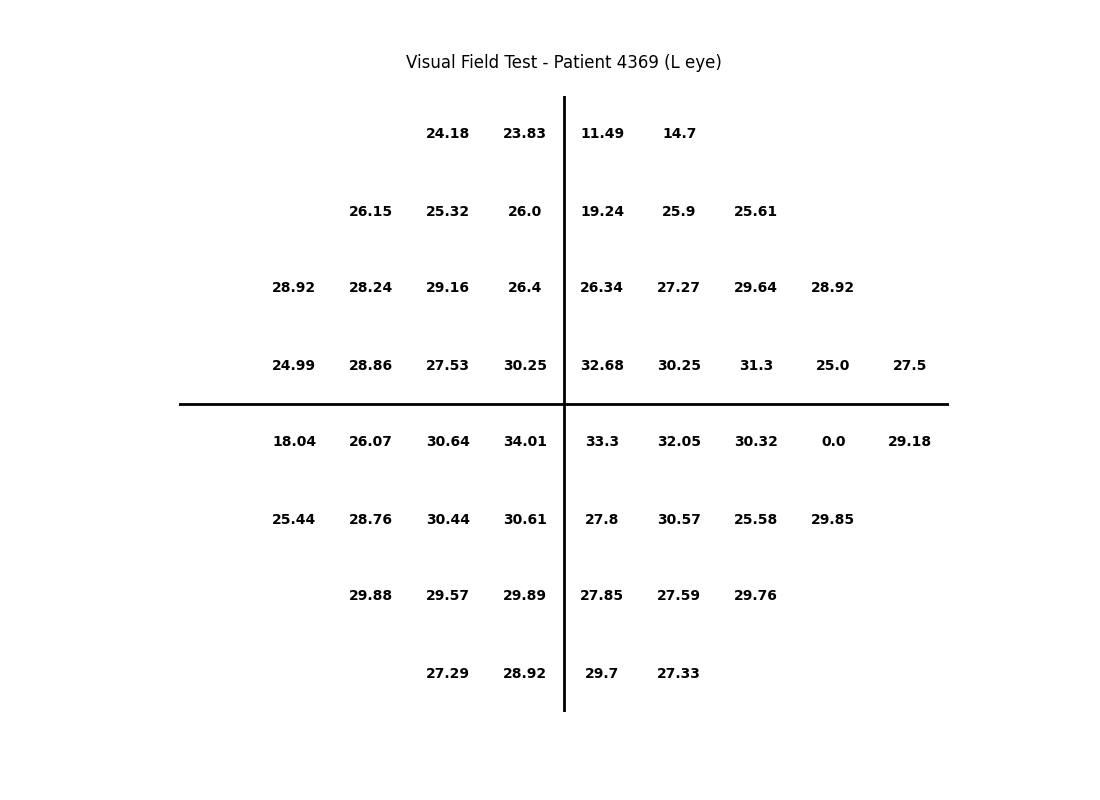 Visual Field Test - Patient 4369 (L eye)
24.18 23.83 11.49 14.7
26.15 25.32 26.0 19.24 25.9 25.61
28.92 28.24 29.16 26.4 26.34 27.27 29.64 28.92
24.99 28.86 27.53 30.25 32.68 30.25 31.3 25.0 27.5
18.04 26.07 30.64 34.01 33.3 32.05 30.32 0.0 29.18
25.44 28.76 30.44 30.61 27.8 30.57 25.58 29.85
29.88 29.57 29.89 27.85 27.59 29.76
27.29 28.92 29.7 27.33